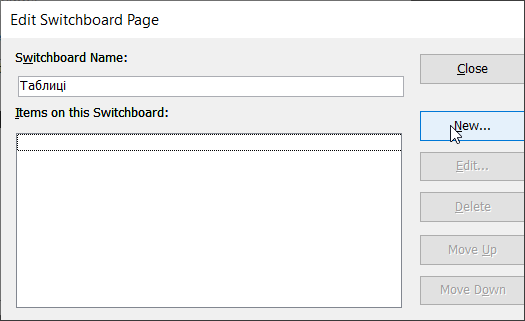 Edit Switchboard Page
Switchboard Name:
Close
Таблиці
Items on this Switchboard:
New...
Edit...
Delete
Move Up
Move Down